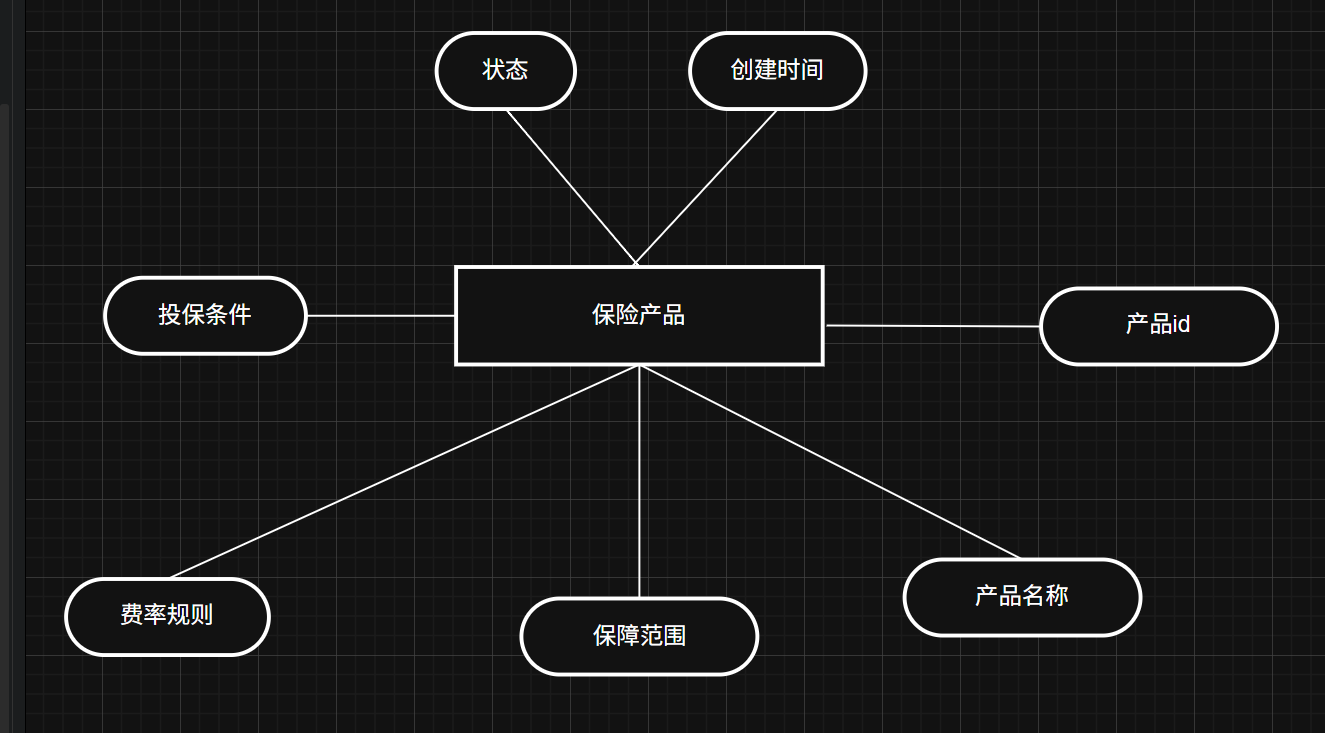 状态
创建时间
投保条件
保险产品
产品id
费率规则
保障范围
产品名称